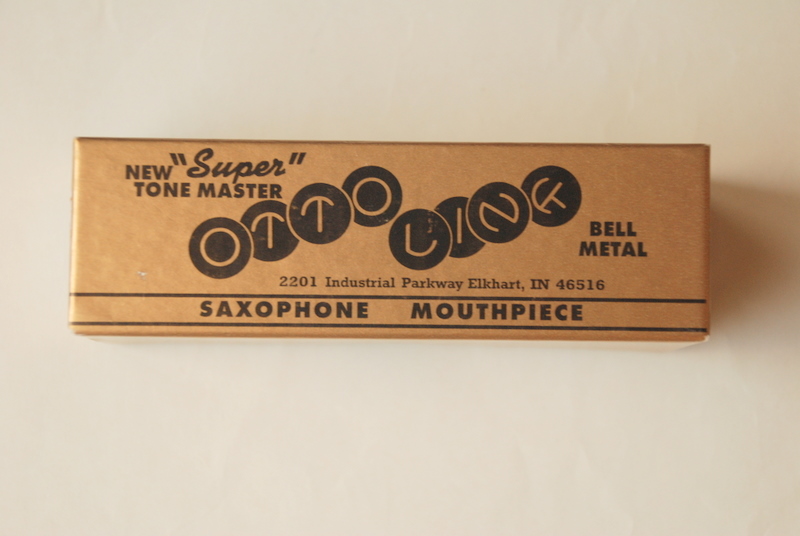 NEW "Super"
TONE MASTER
OTTO LINK
BELL
METAL
2201 Industrial Parkway Elkhart, IN 46516
SAXOPHONE MOUTHPIECE